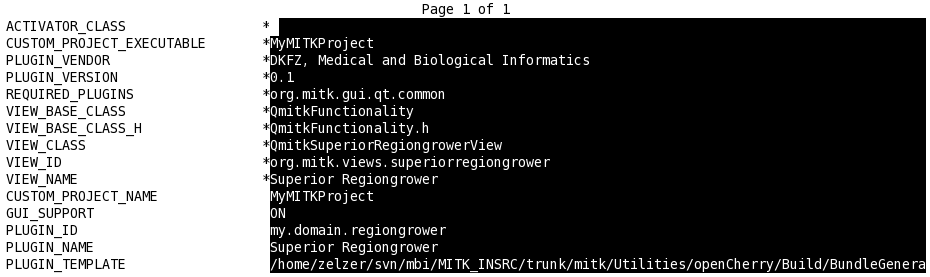 Page 1 of 1
ACTIVATOR_CLASS *
CUSTOM_PROJECT_EXECUTABLE *MyMITKProject
PLUGIN_VENDOR *DKFZ, Medical and Biological Informatics
PLUGIN_VERSION *0.1
REQUIRED_PLUGINS *org.mitk.gui.qt.common
VIEW_BASE_CLASS *QmitkFunctionality
VIEW_BASE_CLASS_H *QmitkFunctionality.h
VIEW_CLASS *QmitkSuperiorRegiongrowerView
VIEW_ID *org.mitk.views.superiorregiongrower
VIEW_NAME *Superior Regiongrower
CUSTOM_PROJECT_NAME MyMITKProject
GUI_SUPPORT ON
PLUGIN_ID my.domain.regiongrower
PLUGIN_NAME Superior Regiongrower
PLUGIN_TEMPLATE /home/zelzer/svn/mbi/MITK_INSRC/trunk/mitk/Utilities/openCherry/Build/BundleGenera